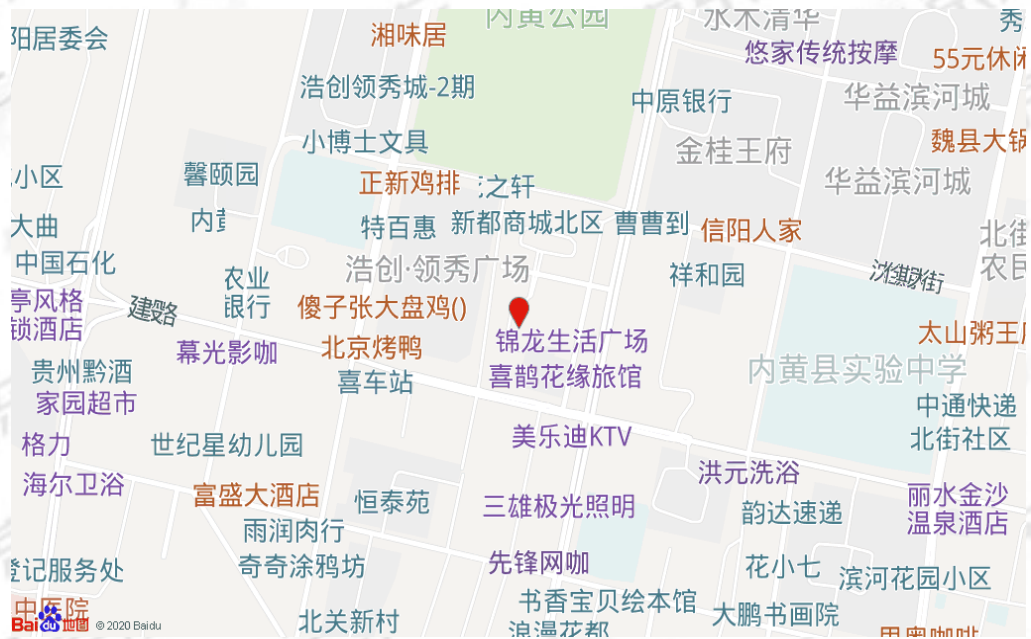 内黄公园
水木清华
秀
阳居委会
湘味居
悠家传统按摩
55元休闲
浩创领秀城-2期
中原银行
华益滨河城
小博士文具
金桂王府
魏县大锅
小区
馨颐园
正新鸡排
之轩
华益滨河城
大曲
内黄
特百惠
新都商城北区
曹曹到
信阳人家
北街
农民
中国石化
农业
银行
浩创·领秀广场
祥和园
亭风格
锁酒店
建设路
傻子张大盘鸡()
锦龙生活广场
太山粥王
幕光影咖
北京烤鸭
贵州黔酒
喜车站
喜鹊花缘旅馆
内黄县实验中学
家园超市
中通快递
格力
世纪星幼儿园
美乐迪KTV
北街社区
海尔卫浴
富盛大酒店
恒泰苑
三雄极光照明
洪元洗浴
丽水金沙
温泉酒店
雨润肉行
韵达速递
登记服务处
奇奇涂鸦坊
先锋网咖
花小七
滨河花园小区
中医院
书香宝贝绘本馆
大鹏书画院
Bai du 地图
© 2020 Baidu
北关新村
浪漫花都